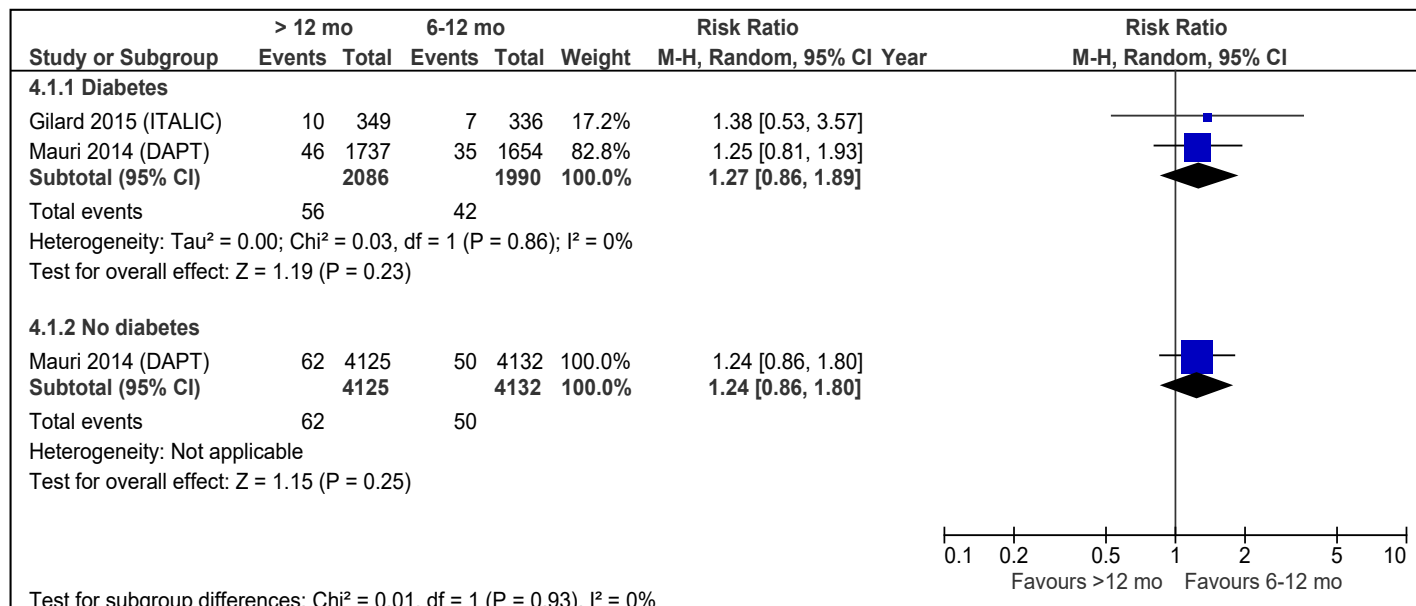 > 12 mo 6-12 mo Risk Ratio Risk Ratio
Study or Subgroup Events Total Events Total Weight M-H, Random, 95% CI Year M-H, Random, 95% CI
4.1.1 Diabetes
Gilard 2015 (ITALIC) 10 349 7 336 17.2% 1.38 [0.53, 3.57]
Mauri 2014 (DAPT) 46 1737 35 1654 82.8% 1.25 [0.81, 1.93]
Subtotal (95% CI) 2086 1990 100.0% 1.27 [0.86, 1.89]
Total events 56 42
Heterogeneity: Tau² = 0.00; Chi² = 0.03, df = 1 (P = 0.86); I² = 0%
Test for overall effect: Z = 1.19 (P = 0.23)
4.1.2 No diabetes
Mauri 2014 (DAPT) 62 4125 50 4132 100.0% 1.24 [0.86, 1.80]
Subtotal (95% CI) 4125 4132 100.0% 1.24 [0.86, 1.80]
Total events 62 50
Heterogeneity: Not applicable
Test for overall effect: Z = 1.15 (P = 0.25)
0.1 0.2 0.5 1 2 5 10
Favours >12 mo Favours 6-12 mo
Test for subgroup differences: Chi² = 0.01, df = 1 (P = 0.93), I² = 0%